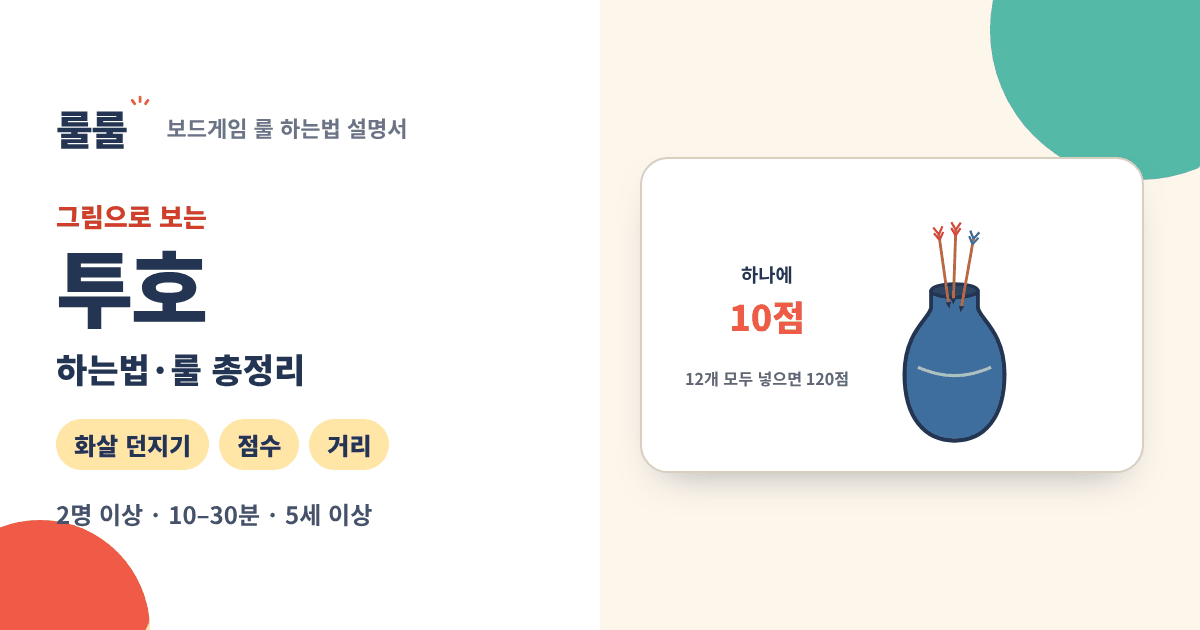 룰룰 보드게임 룰 하는법 설명서
그림으로 보는
투호
하는법·룰 총정리
화살 던지기 점수 거리
2명 이상 · 10–30분 · 5세 이상
하나에
10점
12개 모두 넣으면 120점